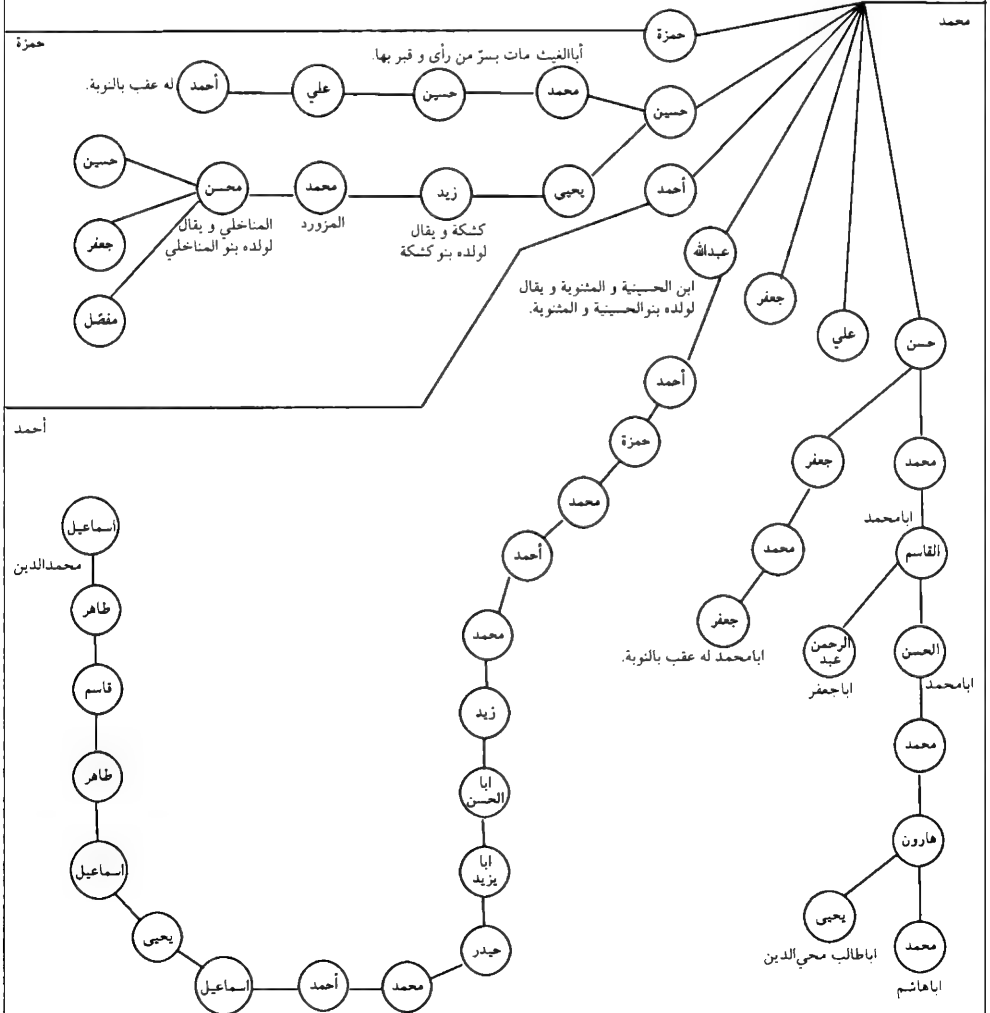 محمد
حمزة
حمزة
أباالغيث مات بسرّ من رأى و قبر بها.
محمد
حسين
علي
أحمد
له عقب بالنوبة.
حسين
يحيى
زيد
كشكة و يقال
لولده بنو كشكة
محمد
المزورد
محسن
المناخلي و يقال
لولده بنو المناخلي
حسين
جعفر
مفضّل
أحمد
عبدالله
ابن الحسينية و المثنوية و يقال
لولده بنوالحسينية و المثنوية.
جعفر
علي
حسن
أحمد
أحمد
حمزة
محمد
أحمد
محمد
زيد
ابا
الحسن
ابا
يزيد
حيدر
محمد
أحمد
اسماعيل
يحيى
اسماعيل
طاهر
قاسم
طاهر
محمدالدين
اسماعيل
جعفر
محمد
جعفر
ابامحمد له عقب بالنوبة.
محمد
ابامحمد
القاسم
الرحمن
عبد
اباجعفر
الحسن
ابامحمد
محمد
هارون
يحيى
اباطالب محي‌الدين
محمد
اباهاشم